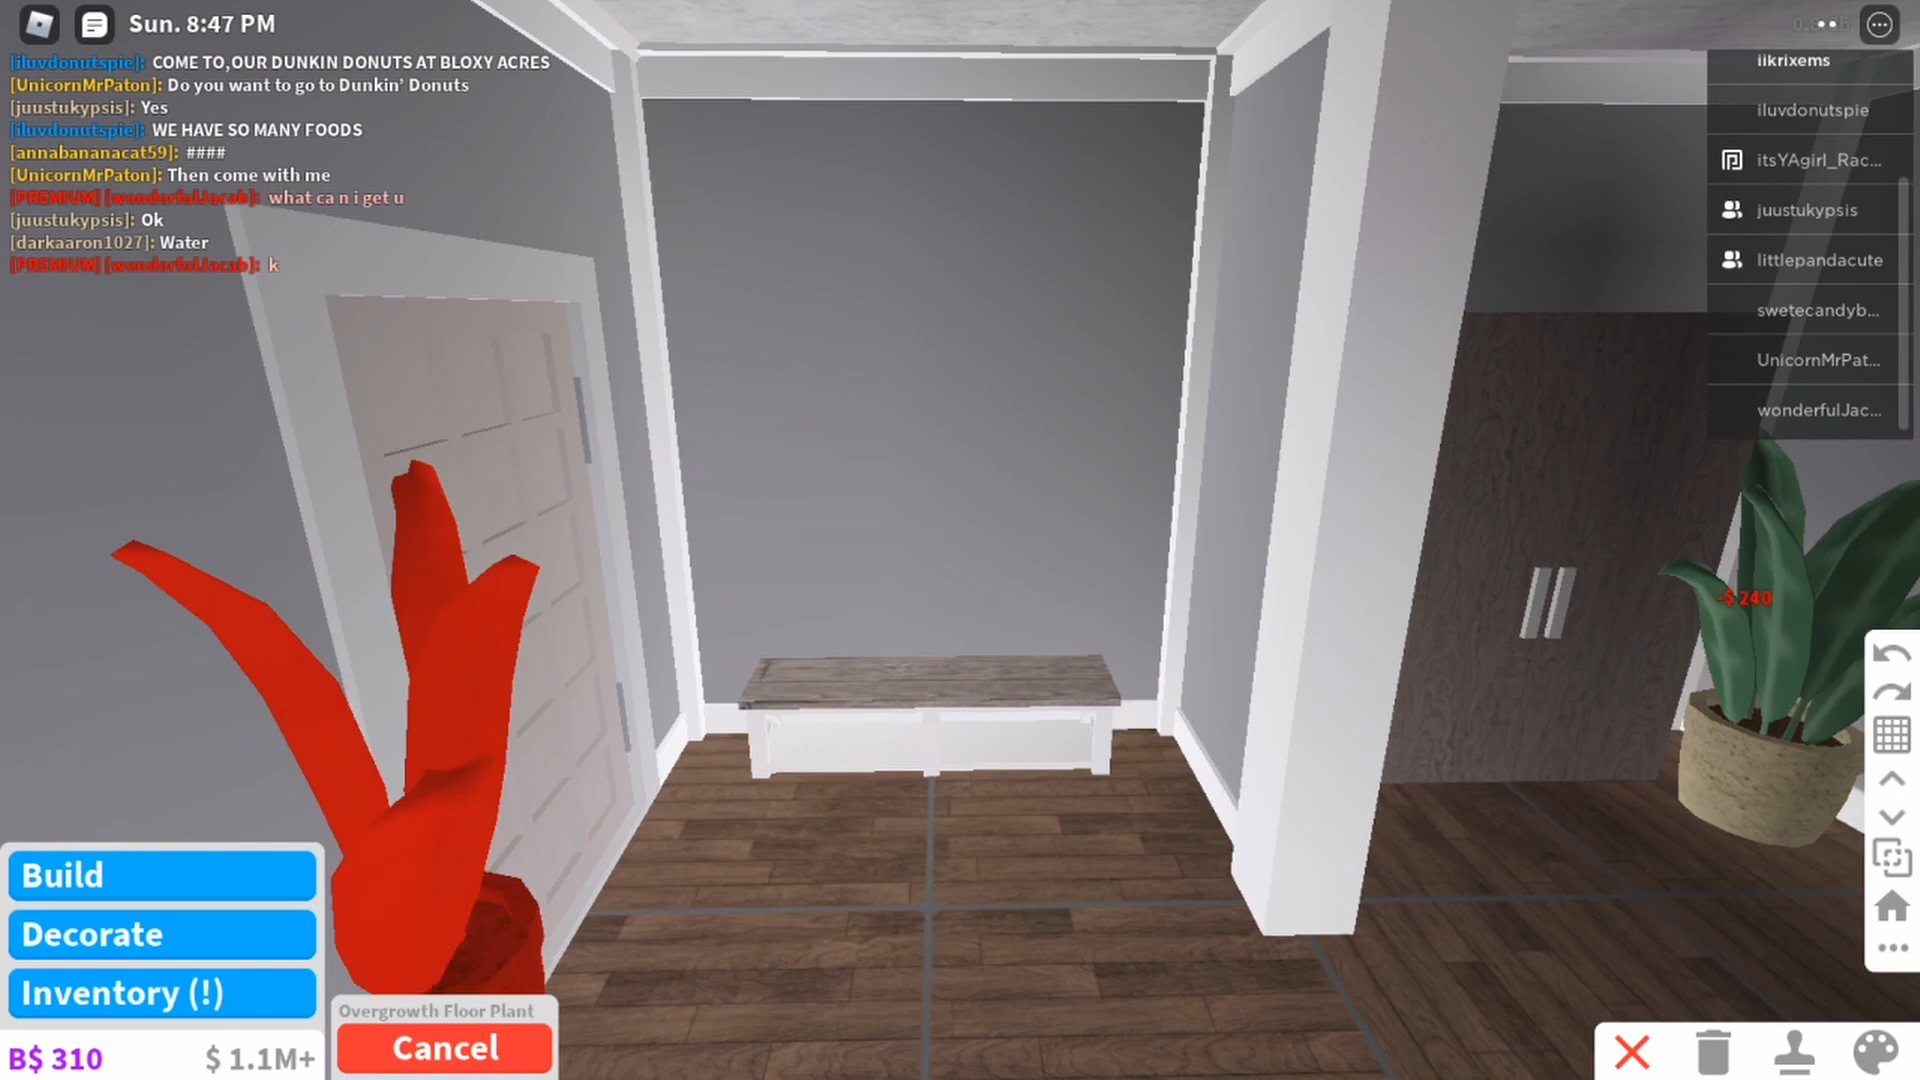 Sun. 8:47 PM
[iluvdonutspie]: COME TO,OUR DUNKIN DONUTS AT BLOXY ACRES
[UnicornMrPaton]: Do you want to go to Dunkin' Donuts
[juustukypsis]: Yes
[iluvdonutspie]: WE HAVE SO MANY FOODS
[annabananacat59]: ####
[UnicornMrPaton]: Then come with me
[PREMIUM] [wonderfulJacob]: what ca n i get u
[juustukypsis]: Ok
[darkaaron1027]: Water
[PREMIUM] [wonderfulJacob]: k
iikrixems
iluvdonutspie
itsYAgirl_Rac...
juustukypsis
littlepandacute
swetecandyb...
UnicornMrPat...
wonderfulJac...
-$ 240
Build
Decorate
Inventory (!)
B$ 310
$ 1.1M+
Overgrowth Floor Plant
Cancel